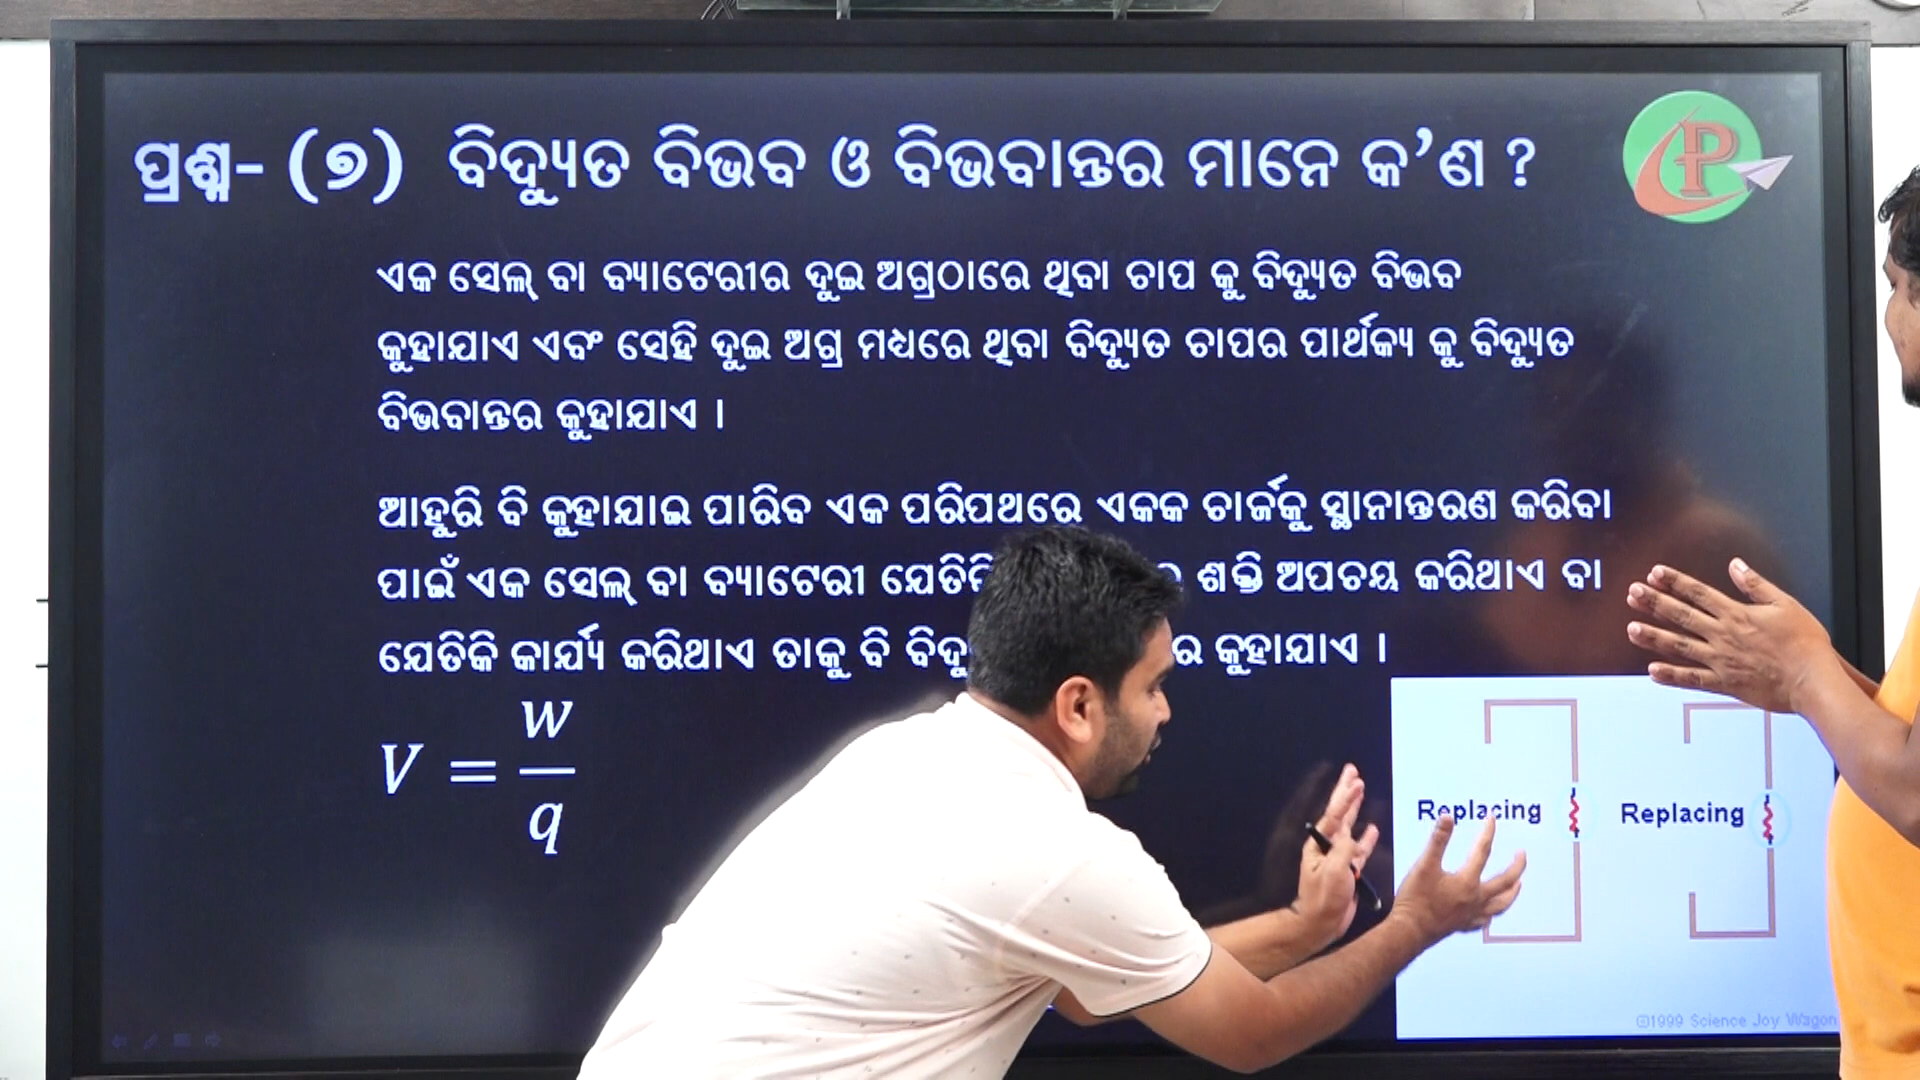 ପ୍ରଶ୍ନ- (୭) ବିଦ୍ୟୁତ ବିଭବ ଓ ବିଭବାନ୍ତର ମାନେ କ’ଣ ?
ଏକ ସେଲ୍ ବା ବ୍ୟାଟେରୀର ଦୁଇ ଅଗ୍ରଠାରେ ଥିବା ଚାପ କୁ ବିଦ୍ୟୁତ ବିଭବ
କୁହାଯାଏ ଏବଂ ସେହି ଦୁଇ ଅଗ୍ର ମଧ୍ୟରେ ଥିବା ବିଦ୍ୟୁତ ଚାପର ପାର୍ଥକ୍ୟ କୁ ବିଦ୍ୟୁତ
ବିଭବାନ୍ତର କୁହାଯାଏ ।
ଆହୁରି ବି କୁହାଯାଇ ପାରିବ ଏକ ପରିପଥରେ ଏକକ ଚାର୍ଜକୁ ସ୍ଥାନାନ୍ତରଣ କରିବା
ପାଇଁ ଏକ ସେଲ୍ ବା ବ୍ୟାଟେରୀ ଶକ୍ତି ଅପଚୟ କରିଥାଏ ବା
ଯେତିକି କାର୍ଯ୍ୟ କରିଥାଏ ତାକୁ ବି କୁହାଯାଏ ।
V = w/q
P
Replacing Replacing
©1999 Science Joy Wagon